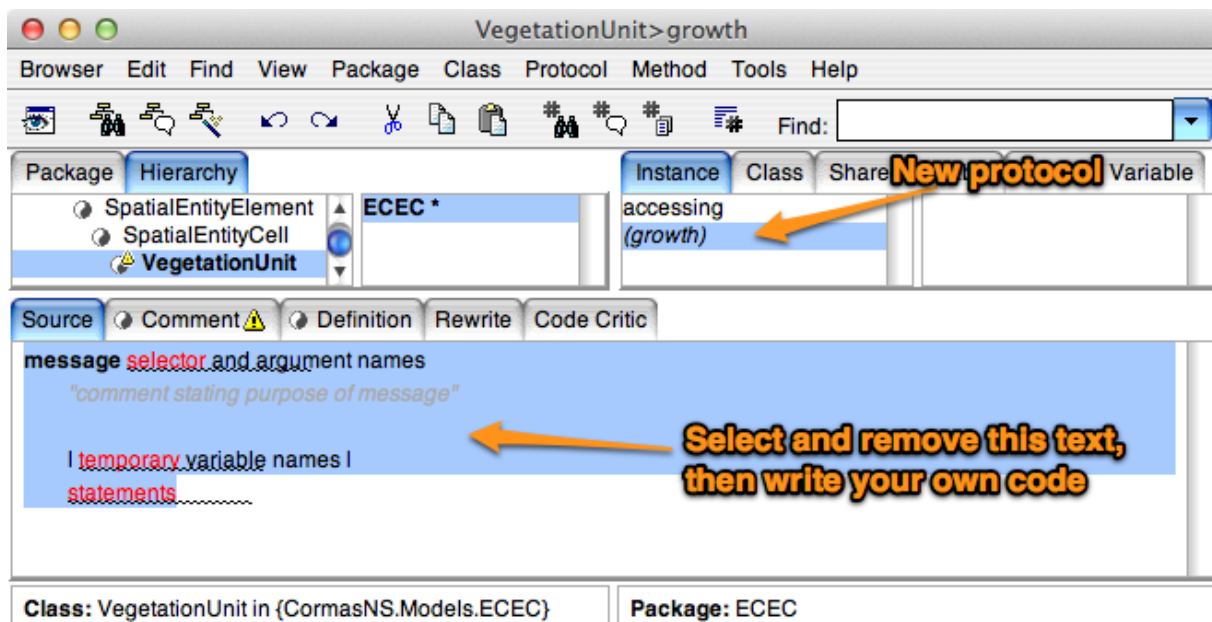 VegetationUnit>growth
Browser Edit Find View Package Class Protocol Method Tools Help
Find:
Package Hierarchy
Instance Class Share Variable
New protocol
SpatialEntityElement
SpatialEntityCell
VegetationUnit
ECEC *
accessing
(growth)
Source Comment Definition Rewrite Code Critic
message selector and argument names
"comment stating purpose of message"
| temporary variable names |
statements
Select and remove this text,
then write your own code
Class: VegetationUnit in {CormasNS.Models.ECEC}
Package: ECEC